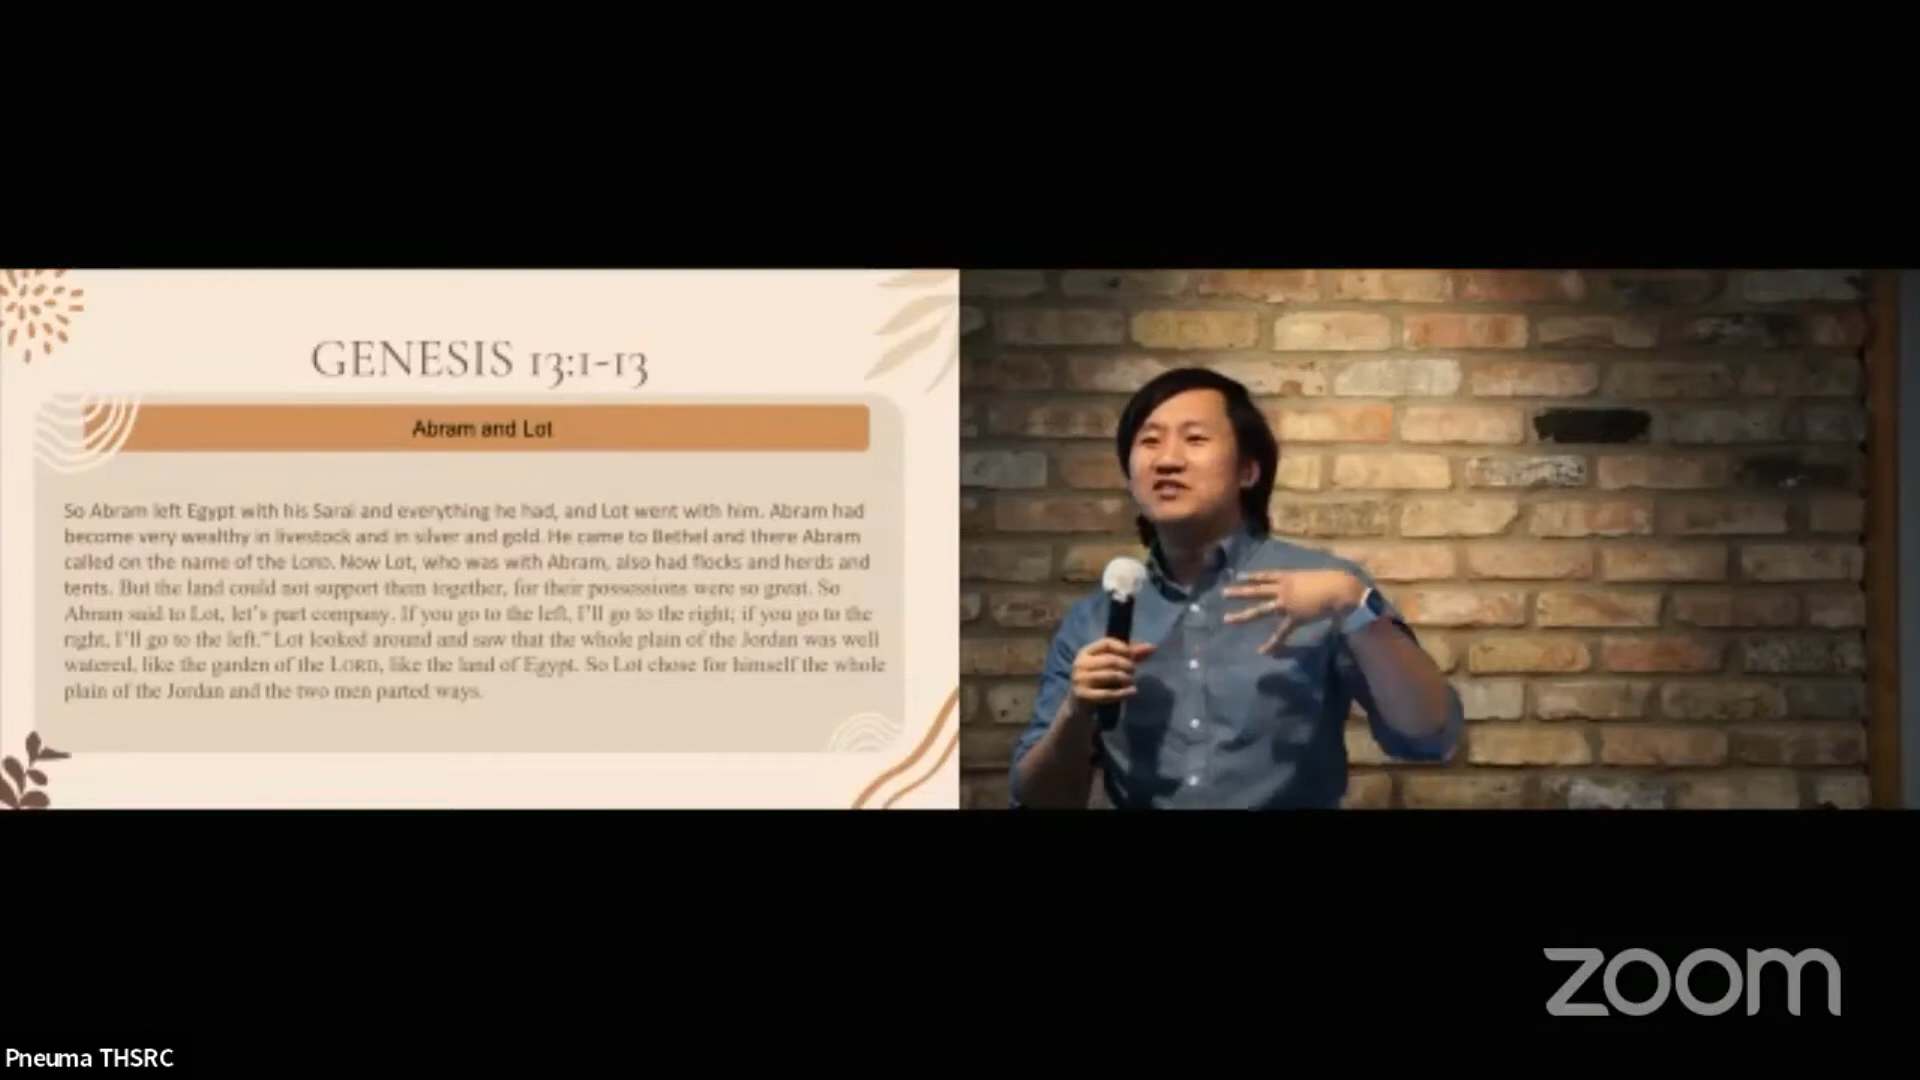 GENESIS 13:1-13
Abram and Lot
So Abram left Egypt with his Sarai and everything he had, and Lot went with him. Abram had
become very wealthy in livestock and in silver and gold. He came to Bethel and there Abram
called on the name of the LORD. Now Lot, who was with Abram, also had flocks and herds and
tents. But the land could not support them together, for their possessions were so great. So
Abram said to Lot, let's part company. If you go to the left, I'll go to the right; if you go to the
right, I'll go to the left." Lot looked around and saw that the whole plain of the Jordan was well
watered, like the garden of the LORD, like the land of Egypt. So Lot chose for himself the whole
plain of the Jordan and the two men parted ways.
zoom
Pneuma THSRC